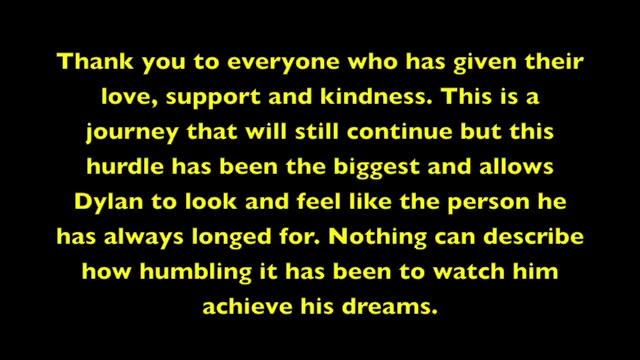 Thank you to everyone who has given their
love, support and kindness. This is a
journey that will still continue but this
hurdle has been the biggest and allows
Dylan to look and feel like the person he
has always longed for. Nothing can describe
how humbling it has been to watch him
achieve his dreams.